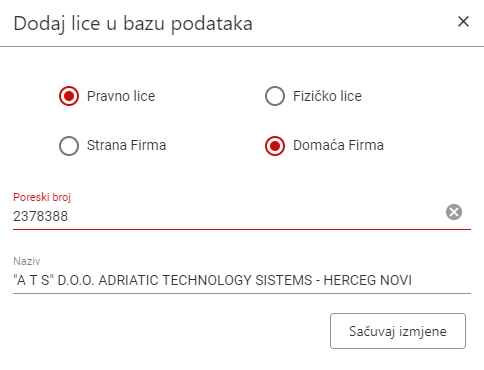 Dodaj lice u bazu podataka
Pravno lice
Fizičko lice
Strana Firma
Domaća Firma
Poreski broj
2378388
Naziv
"A T S" D.O.O. ADRIATIC TECHNOLOGY SISTEMS - HERCEG NOVI
Sačuvaj izmjene